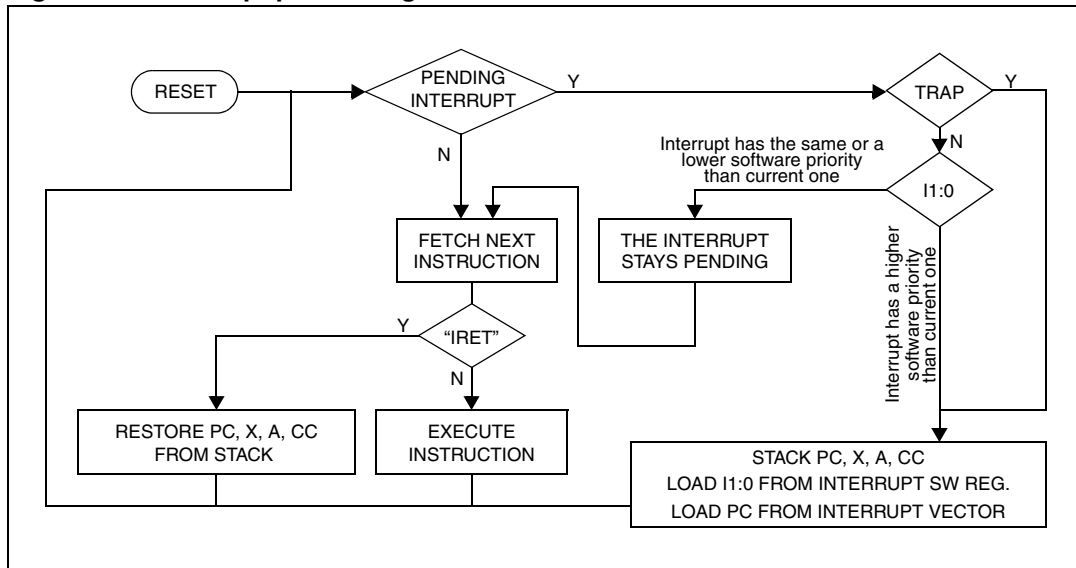 RESET
PENDING
INTERRUPT
Y
TRAP
Y
N
N
Interrupt has the same or a
lower software priority
than current one
I1:0
FETCH NEXT
INSTRUCTION
THE INTERRUPT
STAYS PENDING
Interrupt has a higher
software priority
than current one
Y
“IRET”
N
RESTORE PC, X, A, CC
FROM STACK
EXECUTE
INSTRUCTION
STACK PC, X, A, CC
LOAD I1:0 FROM INTERRUPT SW REG.
LOAD PC FROM INTERRUPT VECTOR